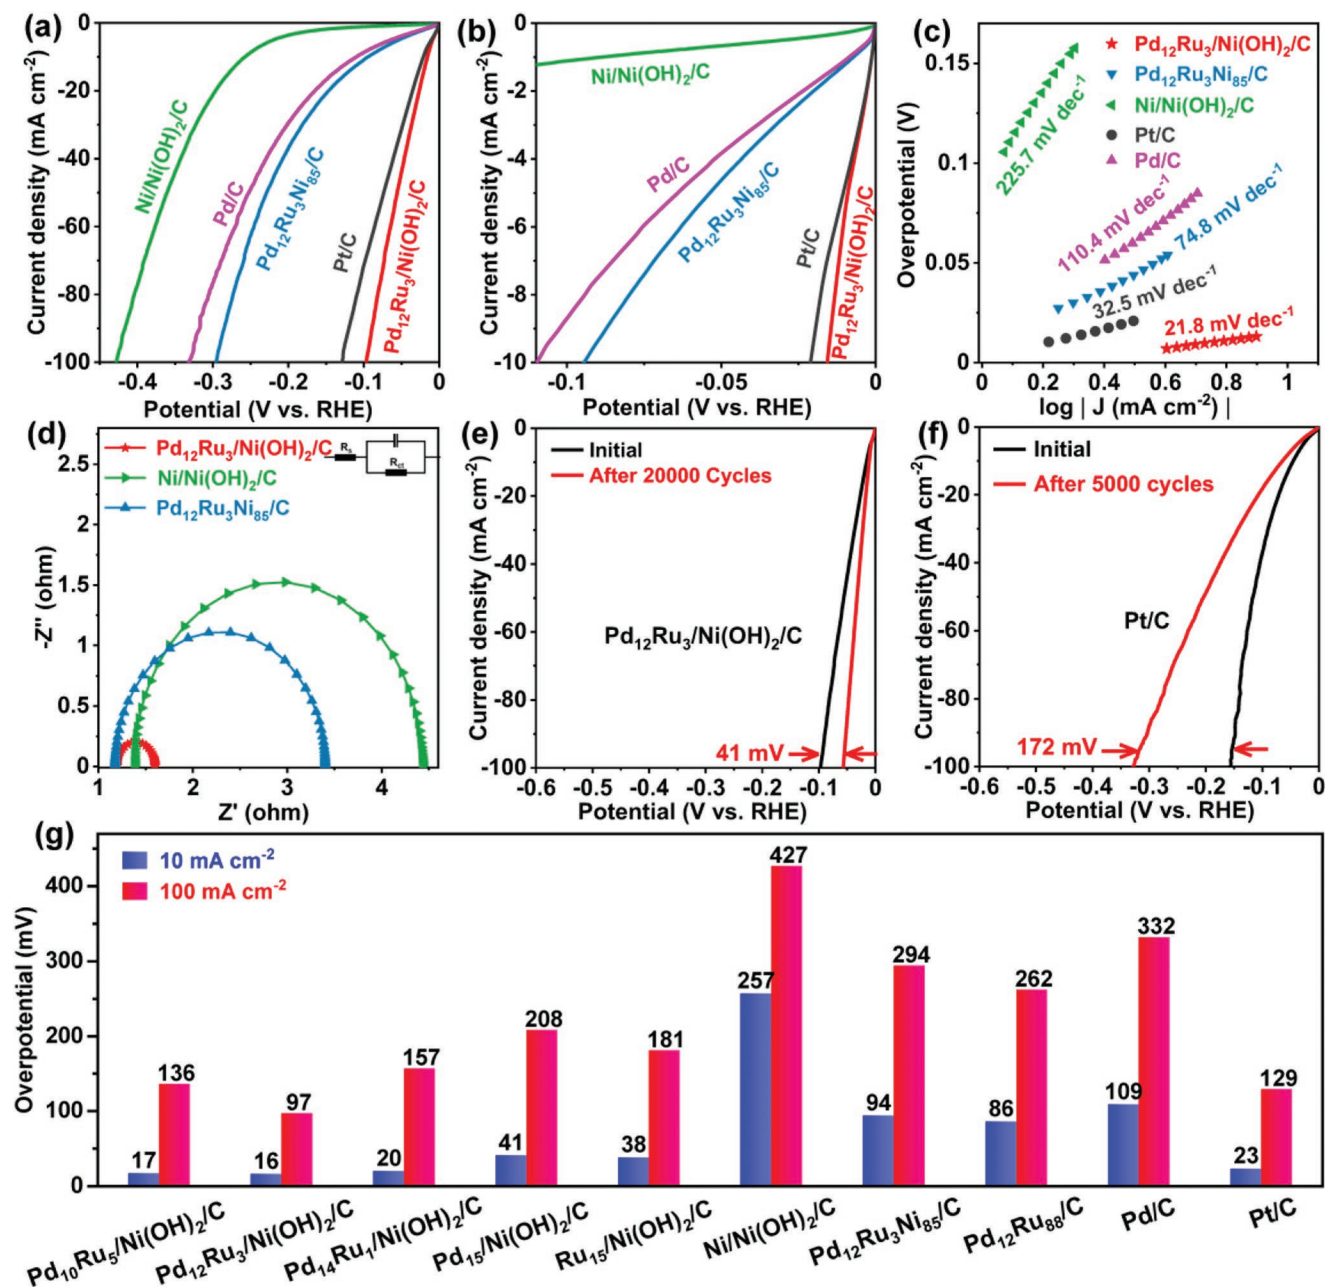 (a)
0
-20
-40
-60
-80
-100
Current density (mA cm⁻²)
-0.4 -0.3 -0.2 -0.1 0
Potential (V vs. RHE)
Ni/Ni(OH)₂/C
Pd/C
Pd₁₂Ru₃Ni₈₅/C
Pt/C
Pd₁₂Ru₃/Ni(OH)₂/C
(b)
0
-2
-4
-6
-8
-10
Current density (mA cm⁻²)
-0.1 -0.05 0
Potential (V vs. RHE)
Ni/Ni(OH)₂/C
Pd/C
Pd₁₂Ru₃Ni₈₅/C
Pt/C
Pd₁₂Ru₃/Ni(OH)₂/C
(c)
0.15
0.1
0.05
0
Overpotential (V)
0 0.2 0.4 0.6 0.8 1
log | J (mA cm⁻²) |
Pd₁₂Ru₃/Ni(OH)₂/C
Pd₁₂Ru₃Ni₈₅/C
Ni/Ni(OH)₂/C
Pt/C
Pd/C
225.7 mV dec⁻¹
110.4 mV dec⁻¹
74.8 mV dec⁻¹
32.5 mV dec⁻¹
21.8 mV dec⁻¹
(d)
2.5
2
1.5
1
0.5
0
-Z" (ohm)
1 2 3 4
Z' (ohm)
Pd₁₂Ru₃/Ni(OH)₂/C
Ni/Ni(OH)₂/C
Pd₁₂Ru₃Ni₈₅/C
Rₛ
R_ct
(e)
0
-20
-40
-60
-80
-100
Current density (mA cm⁻²)
-0.6 -0.5 -0.4 -0.3 -0.2 -0.1 0
Potential (V vs. RHE)
Initial
After 20000 Cycles
Pd₁₂Ru₃/Ni(OH)₂/C
41 mV
(f)
0
-20
-40
-60
-80
-100
Current density (mA cm⁻²)
-0.6 -0.5 -0.4 -0.3 -0.2 -0.1 0
Potential (V vs. RHE)
Initial
After 5000 cycles
Pt/C
172 mV
(g)
400
300
200
100
0
Overpotential (mV)
10 mA cm⁻²
100 mA cm⁻²
17 136
16 97
20 157
41 208
38 181
257 427
94 294
86 262
109 332
23 129
Pd₁₀Ru₅/Ni(OH)₂/C
Pd₁₂Ru₃/Ni(OH)₂/C
Pd₁₄Ru₁/Ni(OH)₂/C
Pd₁₅/Ni(OH)₂/C
Ru₁₅/Ni(OH)₂/C
Ni/Ni(OH)₂/C
Pd₁₂Ru₃Ni₈₅/C
Pd₁₂Ru₈₈/C
Pd/C
Pt/C